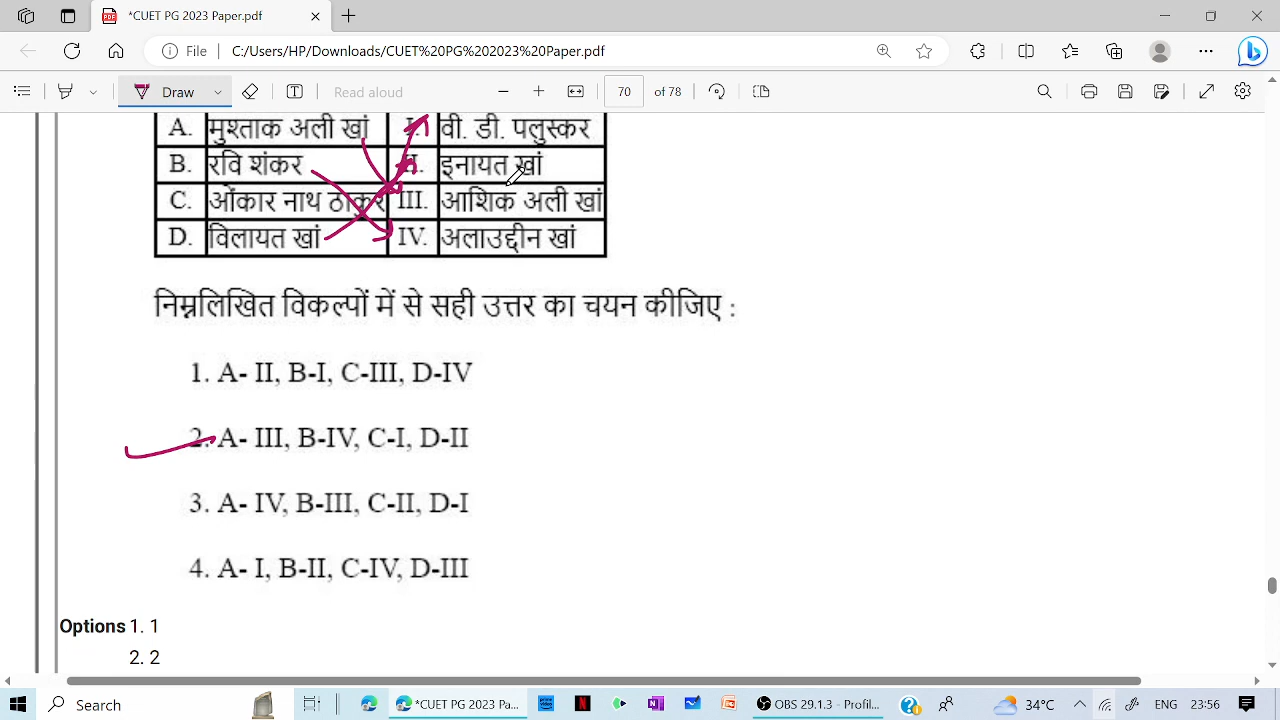 *CUET PG 2023 Paper.pdf
File C:/Users/HP/Downloads/CUET%20PG%202023%20Paper.pdf
Draw Read aloud 70 of 78
A. मुश्ताक अली खां I. वी. डी. पलुस्कर
B. रवि शंकर II. इनायत खां
C. ओंकार नाथ ठाकुर III. आशिक अली खां
D. विलायत खां IV. अलाउद्दीन खां
निम्नलिखित विकल्पों में से सही उत्तर का चयन कीजिए :
1. A- II, B-I, C-III, D-IV
2. A- III, B-IV, C-I, D-II
3. A- IV, B-III, C-II, D-I
4. A- I, B-II, C-IV, D-III
Options 1. 1
2. 2
Search *CUET PG 2023 Pa... OBS 29.1.3 - Profil... 34°C ENG 23:56